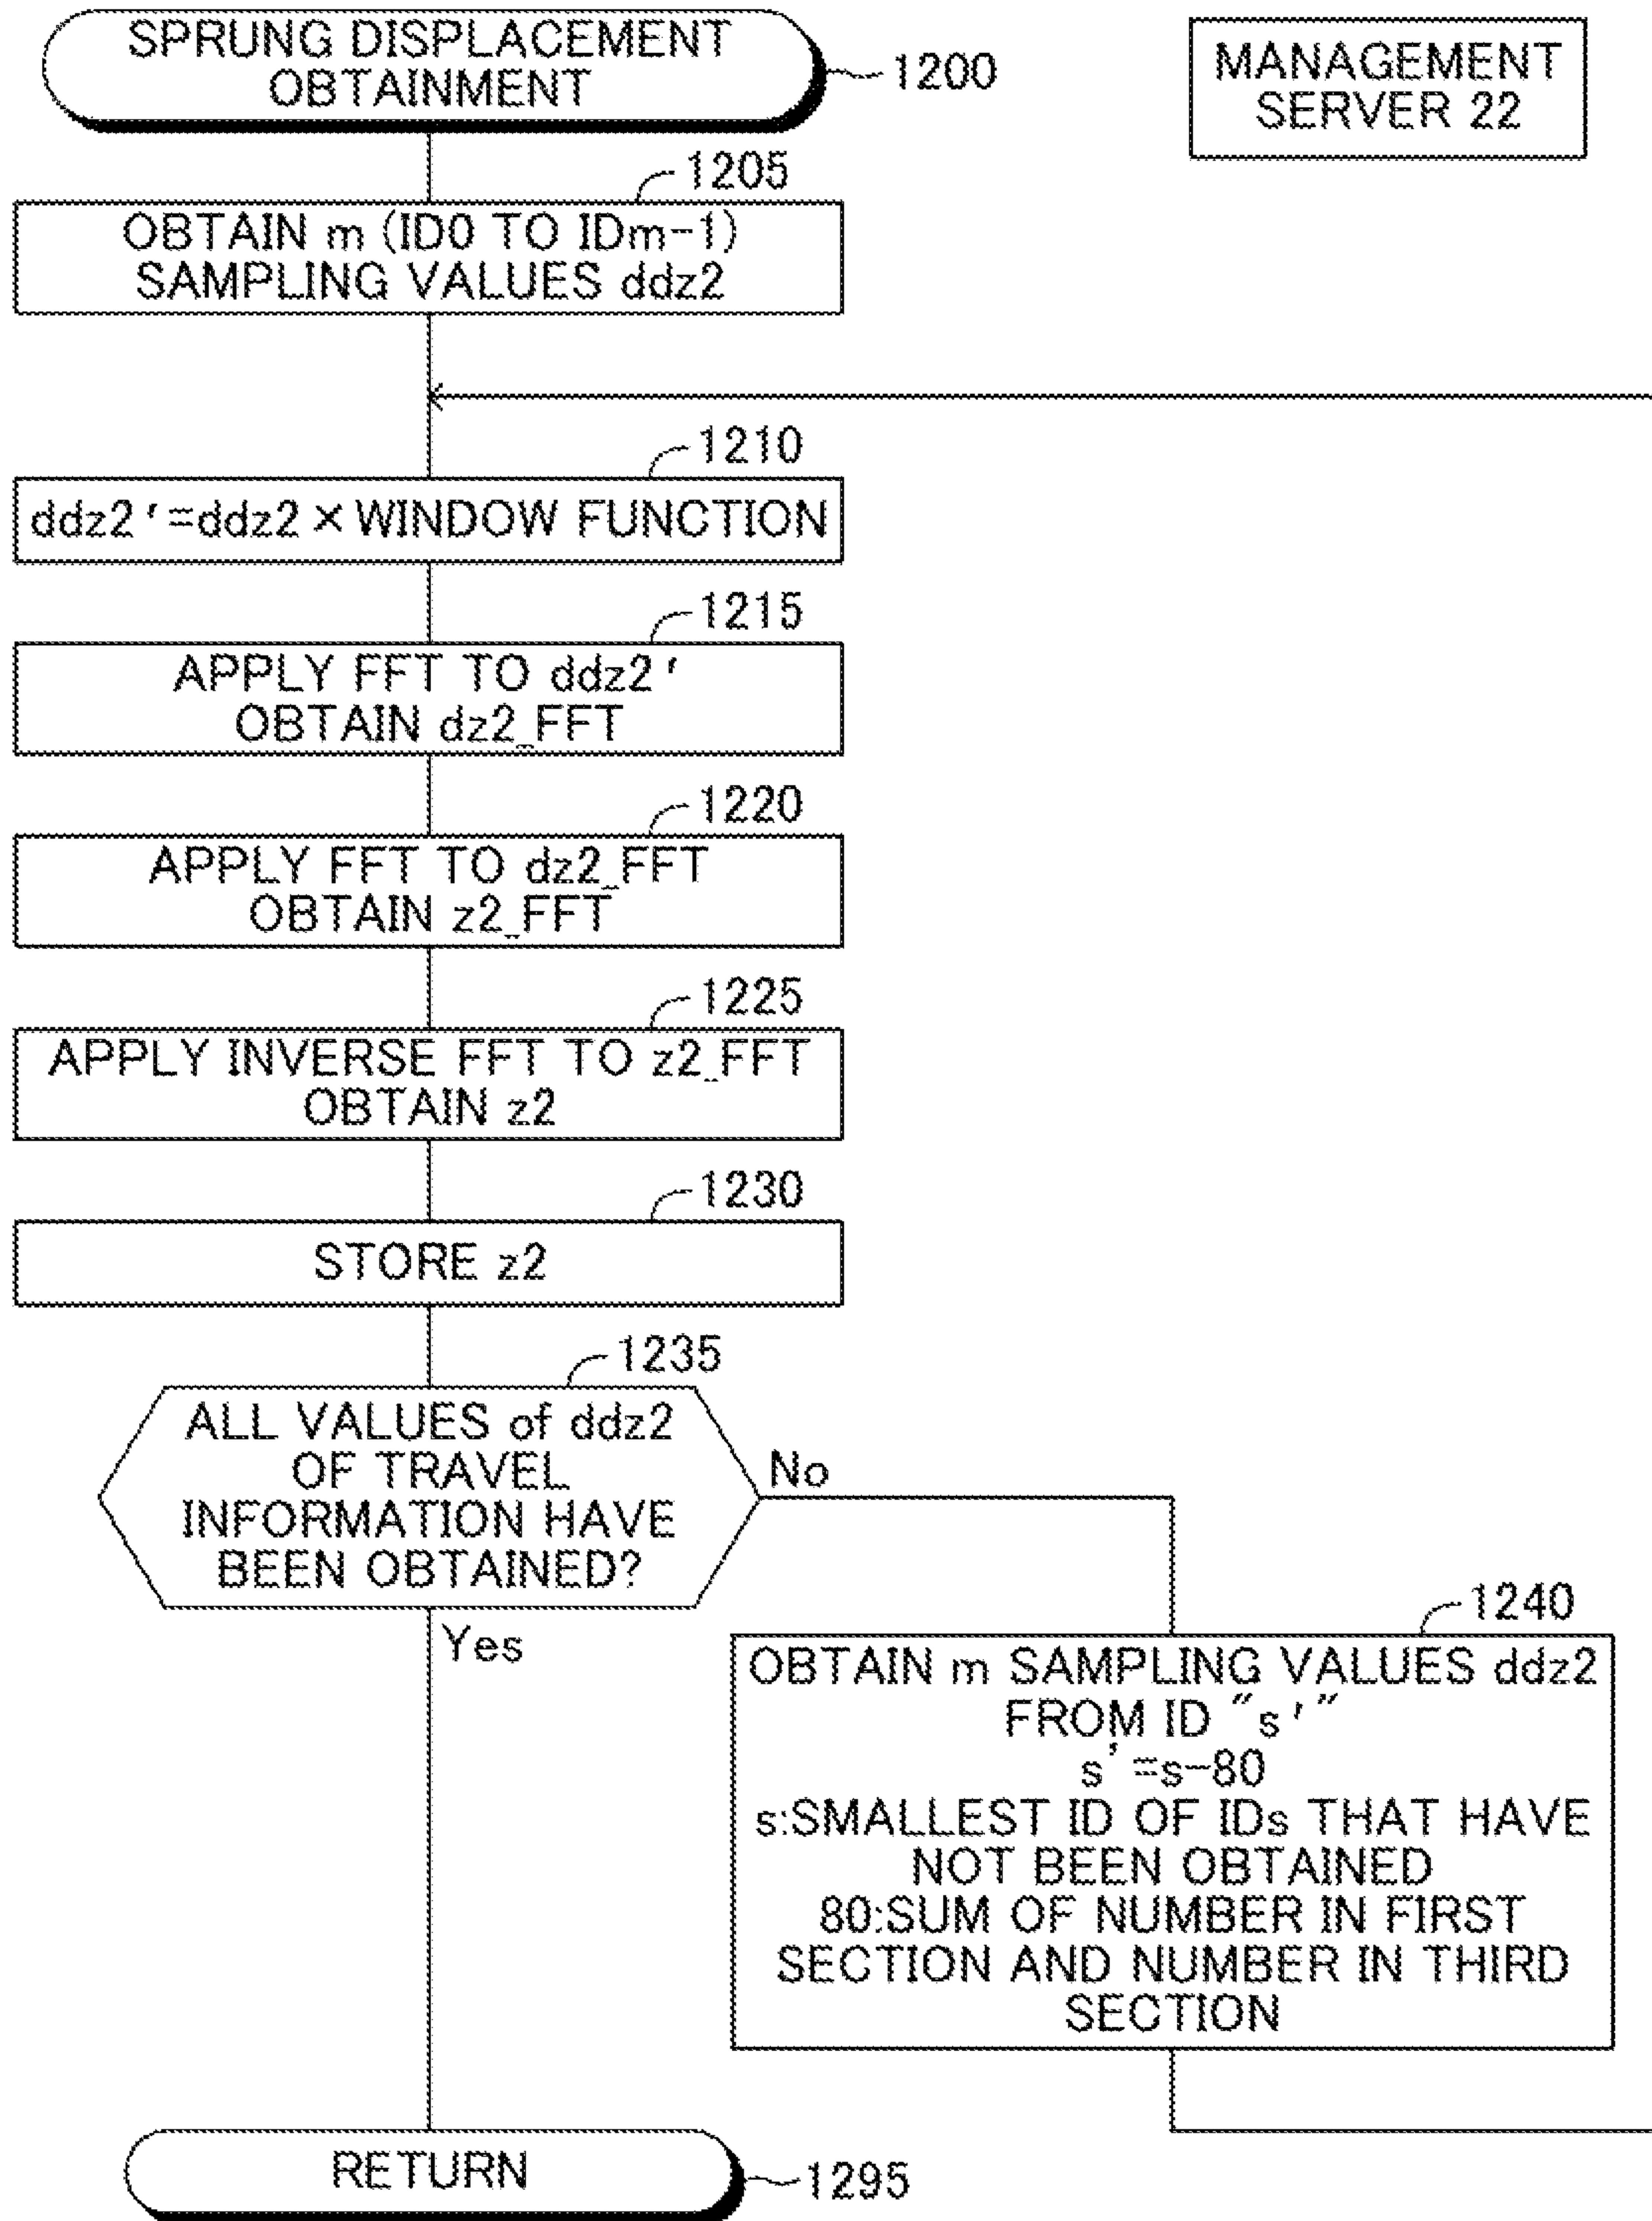 SPRUNG DISPLACEMENT
OBTAINMENT
1200
MANAGEMENT
SERVER 22
1205
OBTAIN m (ID0 TO IDm-1)
SAMPLING VALUES ddz2
1210
ddz2'=ddz2×WINDOW FUNCTION
1215
APPLY FFT TO ddz2'
OBTAIN dz2_FFT
1220
APPLY FFT TO dz2_FFT
OBTAIN z2_FFT
1225
APPLY INVERSE FFT TO z2_FFT
OBTAIN z2
1230
STORE z2
1235
ALL VALUES of ddz2
OF TRAVEL
INFORMATION HAVE
BEEN OBTAINED?
No
Yes
1240
OBTAIN m SAMPLING VALUES ddz2
FROM ID "s'"
s'=s-80
s:SMALLEST ID OF IDs THAT HAVE
NOT BEEN OBTAINED
80:SUM OF NUMBER IN FIRST
SECTION AND NUMBER IN THIRD
SECTION
RETURN
1295